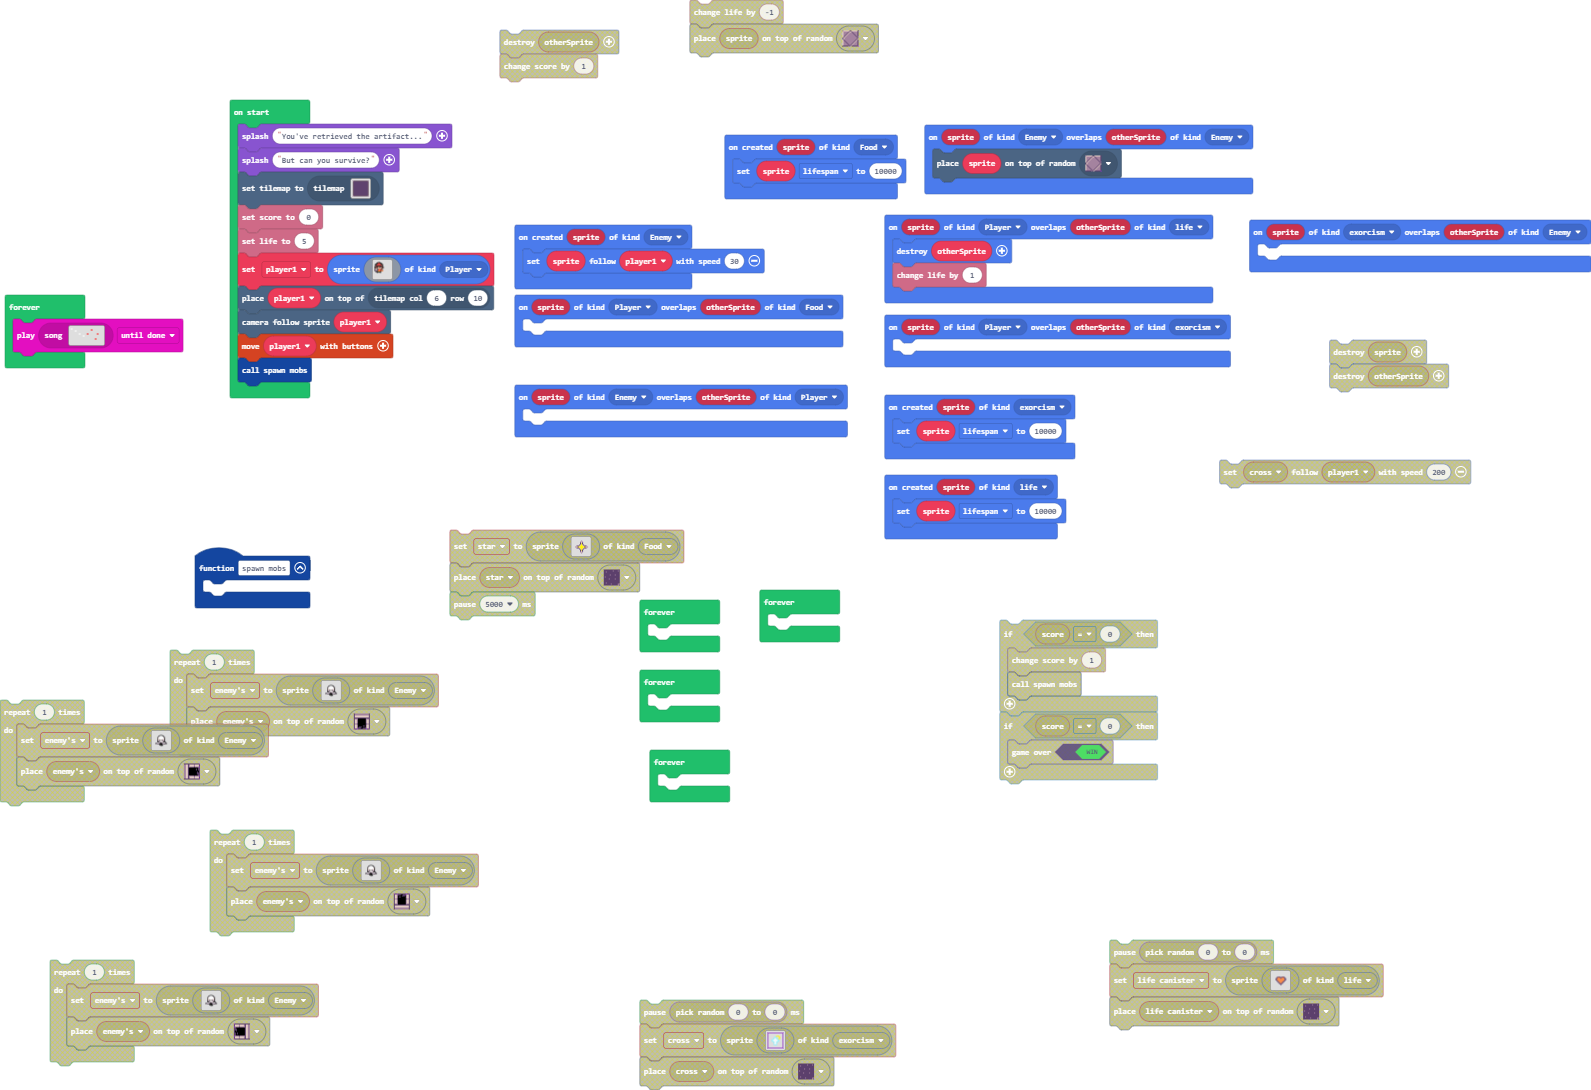 change life by -1
place sprite on top of random
destroy otherSprite
change score by 1
on start
splash "You've retrieved the artifact..."
splash "But can you survive?"
set tilemap to tilemap
set score to 0
set life to 5
set player1 to sprite of kind Player
place player1 on top of tilemap col 6 row 10
camera follow sprite player1
move player1 with buttons
call spawn mobs
forever
play song until done
on created sprite of kind Food
set sprite lifespan to 10000
on sprite of kind Enemy overlaps otherSprite of kind Enemy
place sprite on top of random
on created sprite of kind Enemy
set sprite follow player1 with speed 30
on sprite of kind Player overlaps otherSprite of kind life
destroy otherSprite
change life by 1
on sprite of kind exorcism overlaps otherSprite of kind Enemy
on sprite of kind Player overlaps otherSprite of kind Food
on sprite of kind Player overlaps otherSprite of kind exorcism
destroy sprite
destroy otherSprite
on sprite of kind Enemy overlaps otherSprite of kind Player
on created sprite of kind exorcism
set sprite lifespan to 10000
set cross follow player1 with speed 200
on created sprite of kind life
set sprite lifespan to 10000
function spawn mobs
set star to sprite of kind Food
place star on top of random
pause 5000 ms
forever
forever
forever
forever
if score = 0 then
change score by 1
call spawn mobs
if score = 0 then
game over WIN
repeat 1 times
do
set enemy's to sprite of kind Enemy
place enemy's on top of random
repeat 1 times
do
set enemy's to sprite of kind Enemy
place enemy's on top of random
repeat 1 times
do
set enemy's to sprite of kind Enemy
place enemy's on top of random
repeat 1 times
do
set enemy's to sprite of kind Enemy
place enemy's on top of random
pause pick random 0 to 0 ms
set cross to sprite of kind exorcism
place cross on top of random
pause pick random 0 to 0 ms
set life canister to sprite of kind life
place life canister on top of random